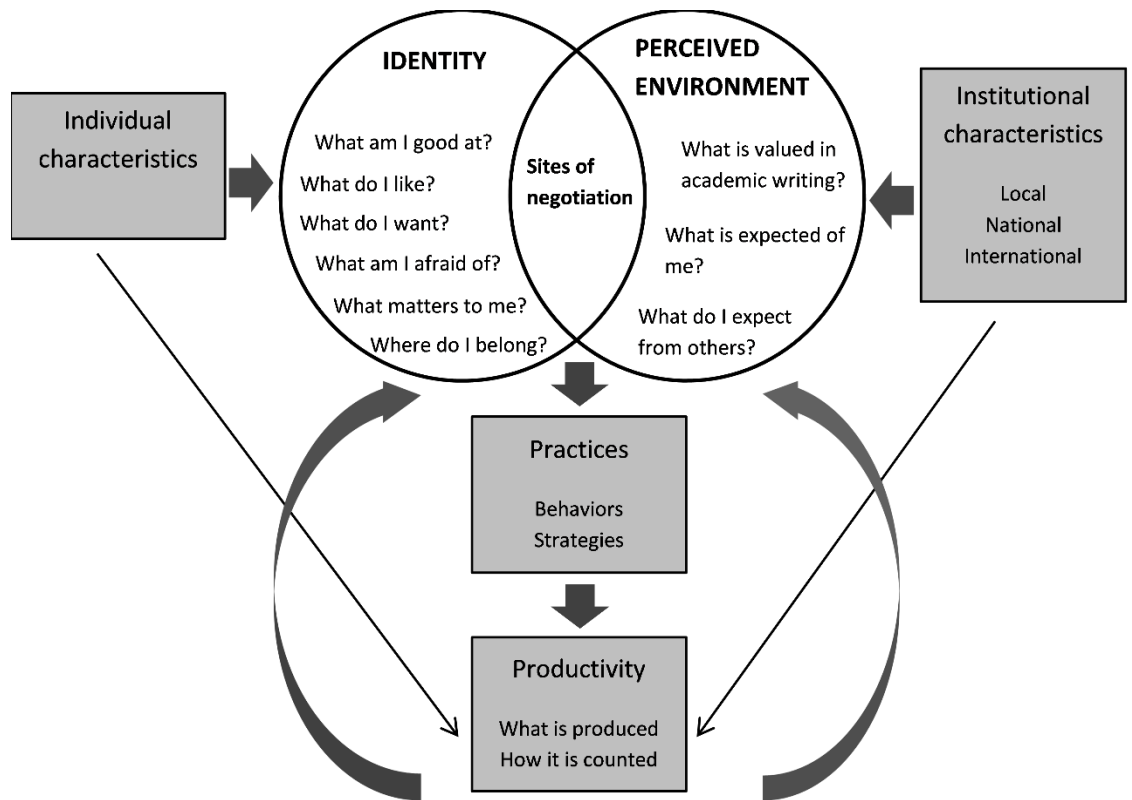 Individual
characteristics
IDENTITY
What am I good at?
What do I like?
What do I want?
What am I afraid of?
What matters to me?
Where do I belong?
Sites of
negotiation
PERCEIVED
ENVIRONMENT
What is valued in
academic writing?
What is expected of
me?
What do I expect
from others?
Institutional
characteristics
Local
National
International
Practices
Behaviors
Strategies
Productivity
What is produced
How it is counted